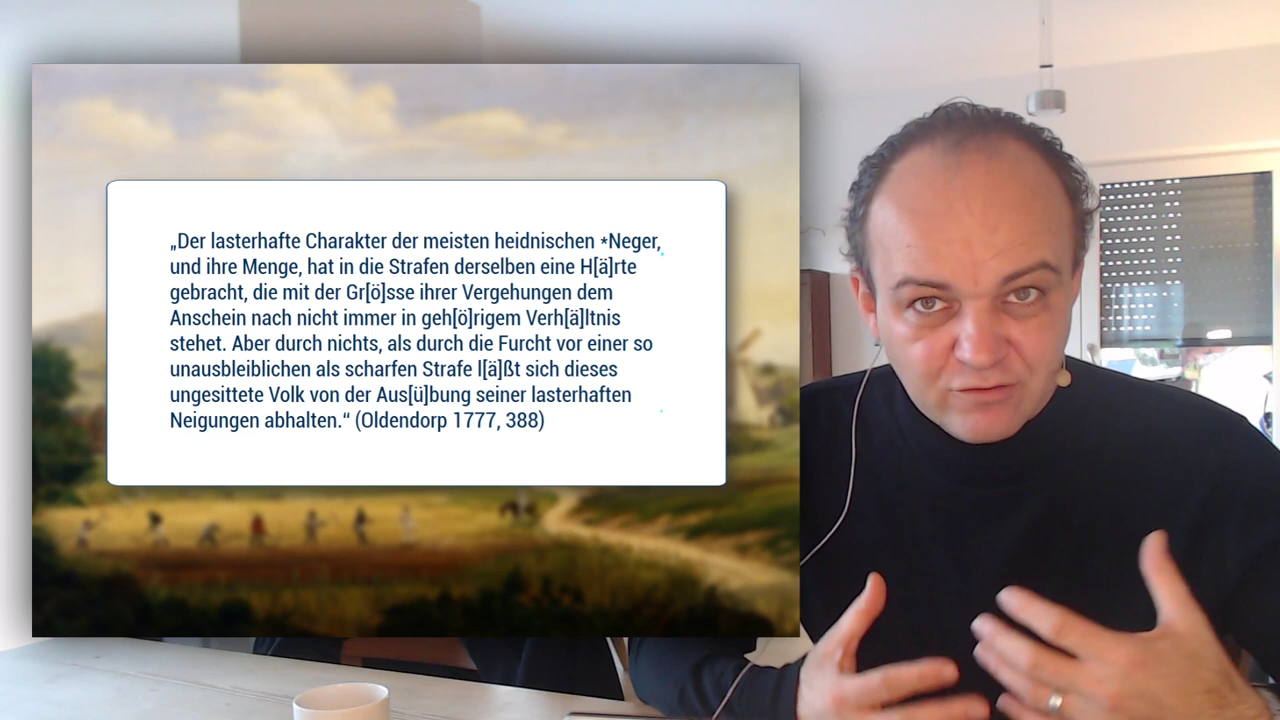 „Der lasterhafte Charakter der meisten heidnischen *Neger,
und ihre Menge, hat in die Strafen derselben eine H[ä]rte
gebracht, die mit der Gr[ö]sse ihrer Vergehungen dem
Anschein nach nicht immer in geh[ö]rigem Verh[ä]ltnis
stehet. Aber durch nichts, als durch die Furcht vor einer so
unausbleiblichen als scharfen Strafe l[ä]ßt sich dieses
ungesittete Volk von der Aus[ü]bung seiner lasterhaften
Neigungen abhalten.“ (Oldendorp 1777, 388)